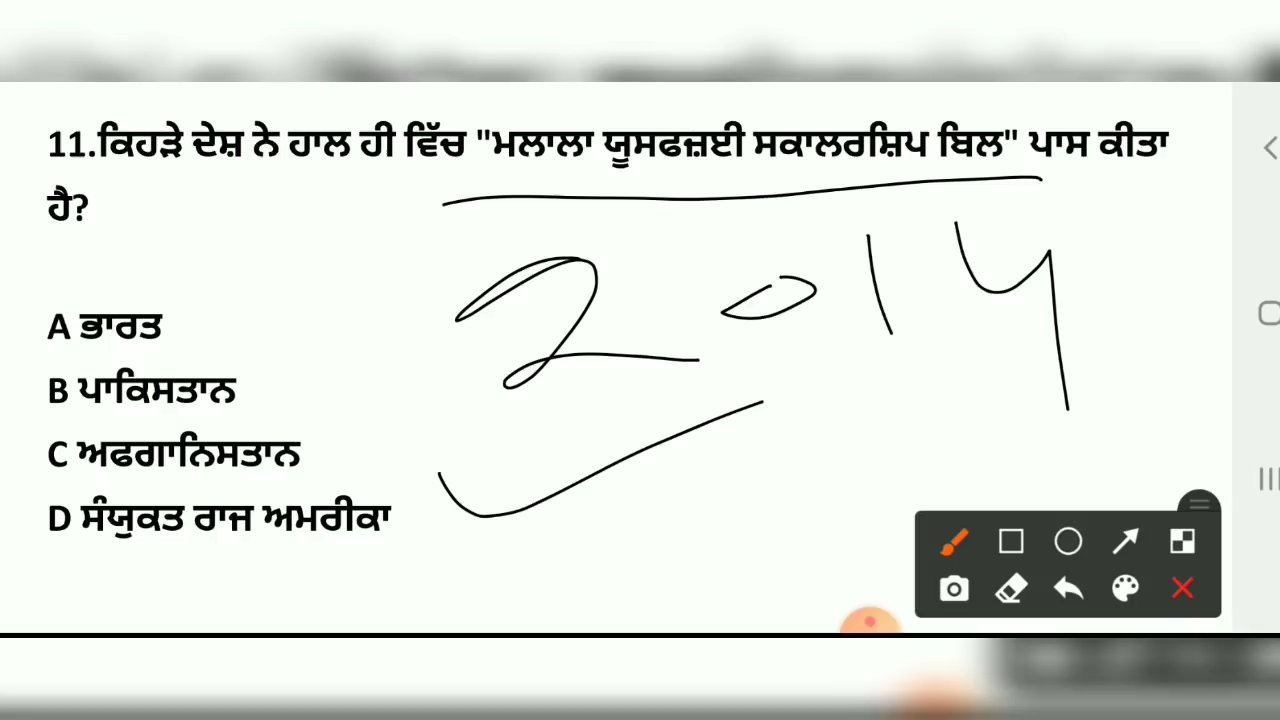 11.ਕਿਹੜੇ ਦੇਸ਼ ਨੇ ਹਾਲ ਹੀ ਵਿੱਚ "ਮਲਾਲਾ ਯੂਸਫਜ਼ਈ ਸਕਾਲਰਸ਼ਿਪ ਬਿਲ" ਪਾਸ ਕੀਤਾ
ਹੈ?
2014
A ਭਾਰਤ
B ਪਾਕਿਸਤਾਨ
C ਅਫਗਾਨਿਸਤਾਨ
D ਸੰਯੁਕਤ ਰਾਜ ਅਮਰੀਕਾ